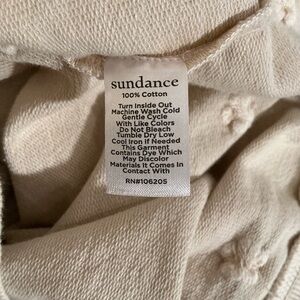 sundance
100% Cotton
Turn Inside Out
Machine Wash Cold
Gentle Cycle
With Like Colors
Do Not Bleach
Tumble Dry Low
Cool Iron If Needed
This Garment
Contains Dye Which
May Discolor
Materials It Comes In
Contact With
RN#106205